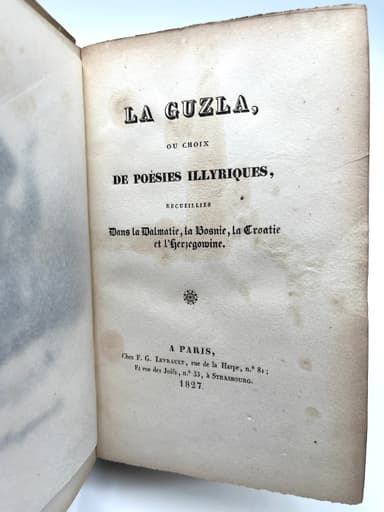 LA GUZLA,
OU CHOIX
DE POÉSIES ILLYRIQUES,
RECUEILLIES
Dans la Dalmatie, la Bosnie, la Croatie
et l'Herzegowine.
A PARIS,
Chez F. G. LEVRAULT, rue de la Harpe, n.º 81;
Et rue des Juifs, n.º 33, à STRASBOURG.
1827.